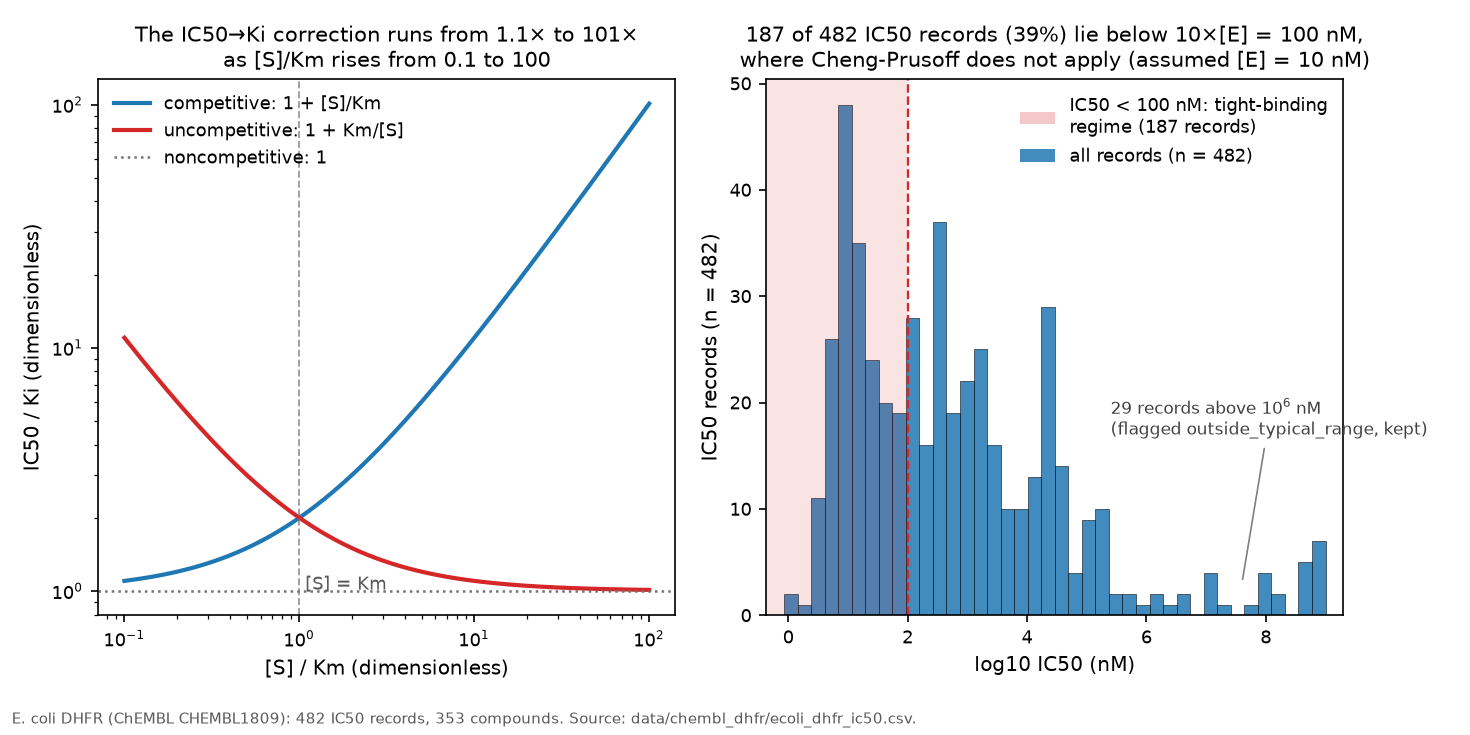 The IC50→Ki correction runs from 1.1× to 101×
as [S]/Km rises from 0.1 to 100
competitive: 1 + [S]/Km
uncompetitive: 1 + Km/[S]
noncompetitive: 1
[S] = Km
IC50 / Ki (dimensionless)
10²
10¹
10⁰
10⁻¹
10⁰
10¹
10²
[S] / Km (dimensionless)
187 of 482 IC50 records (39%) lie below 10×[E] = 100 nM,
where Cheng-Prusoff does not apply (assumed [E] = 10 nM)
IC50 < 100 nM: tight-binding
regime (187 records)
all records (n = 482)
29 records above 10⁶ nM
(flagged outside_typical_range, kept)
IC50 records (n = 482)
50
40
30
20
10
0
0
2
4
6
8
log10 IC50 (nM)
E. coli DHFR (ChEMBL CHEMBL1809): 482 IC50 records, 353 compounds. Source: data/chembl_dhfr/ecoli_dhfr_ic50.csv.